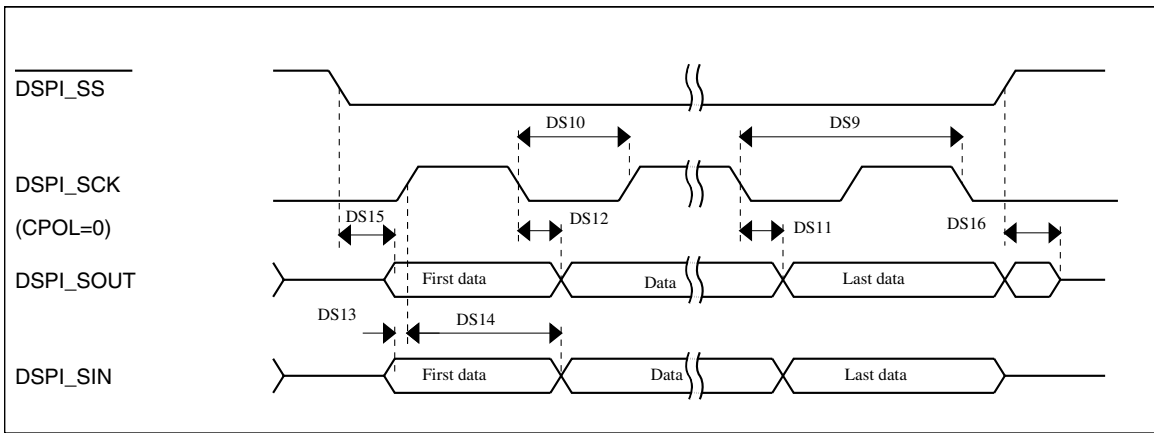 DSPI_SS
DS10
DS9
DSPI_SCK
(CPOL=0)
DS15
DS12
DS11
DS16
DSPI_SOUT
First data
Data
Last data
DS13
DS14
DSPI_SIN
First data
Data
Last data